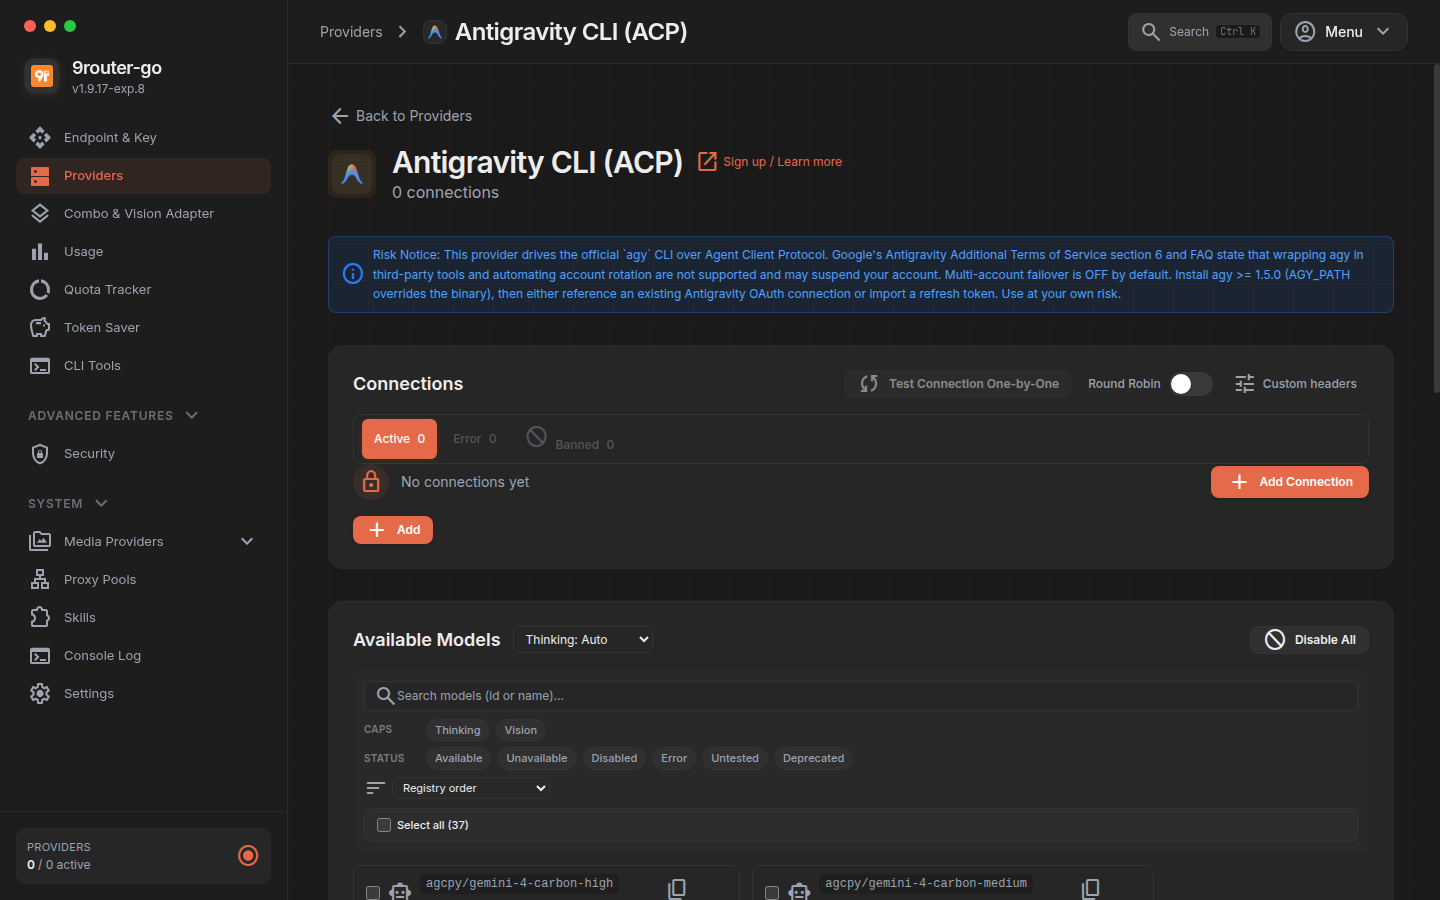 9router-go
v1.9.17-exp.8
Endpoint & Key
Providers
Combo & Vision Adapter
Usage
Quota Tracker
Token Saver
CLI Tools
ADVANCED FEATURES
Security
SYSTEM
Media Providers
Proxy Pools
Skills
Console Log
Settings
PROVIDERS
0 / 0 active
Providers
Antigravity CLI (ACP)
Search Ctrl K
Menu
Back to Providers
Antigravity CLI (ACP)
Sign up / Learn more
0 connections
Risk Notice: This provider drives the official `agy` CLI over Agent Client Protocol. Google's Antigravity Additional Terms of Service section 6 and FAQ state that wrapping agy in
third-party tools and automating account rotation are not supported and may suspend your account. Multi-account failover is OFF by default. Install agy >= 1.5.0 (AGY_PATH
overrides the binary), then either reference an existing Antigravity OAuth connection or import a refresh token. Use at your own risk.
Connections
Test Connection One-by-One
Round Robin
Custom headers
Active 0
Error 0
Banned 0
No connections yet
Add Connection
Add
Available Models
Thinking: Auto
Disable All
Search models (id or name)...
CAPS
Thinking
Vision
STATUS
Available
Unavailable
Disabled
Error
Untested
Deprecated
Registry order
Select all (37)
agcpy/gemini-4-carbon-high
agcpy/gemini-4-carbon-medium